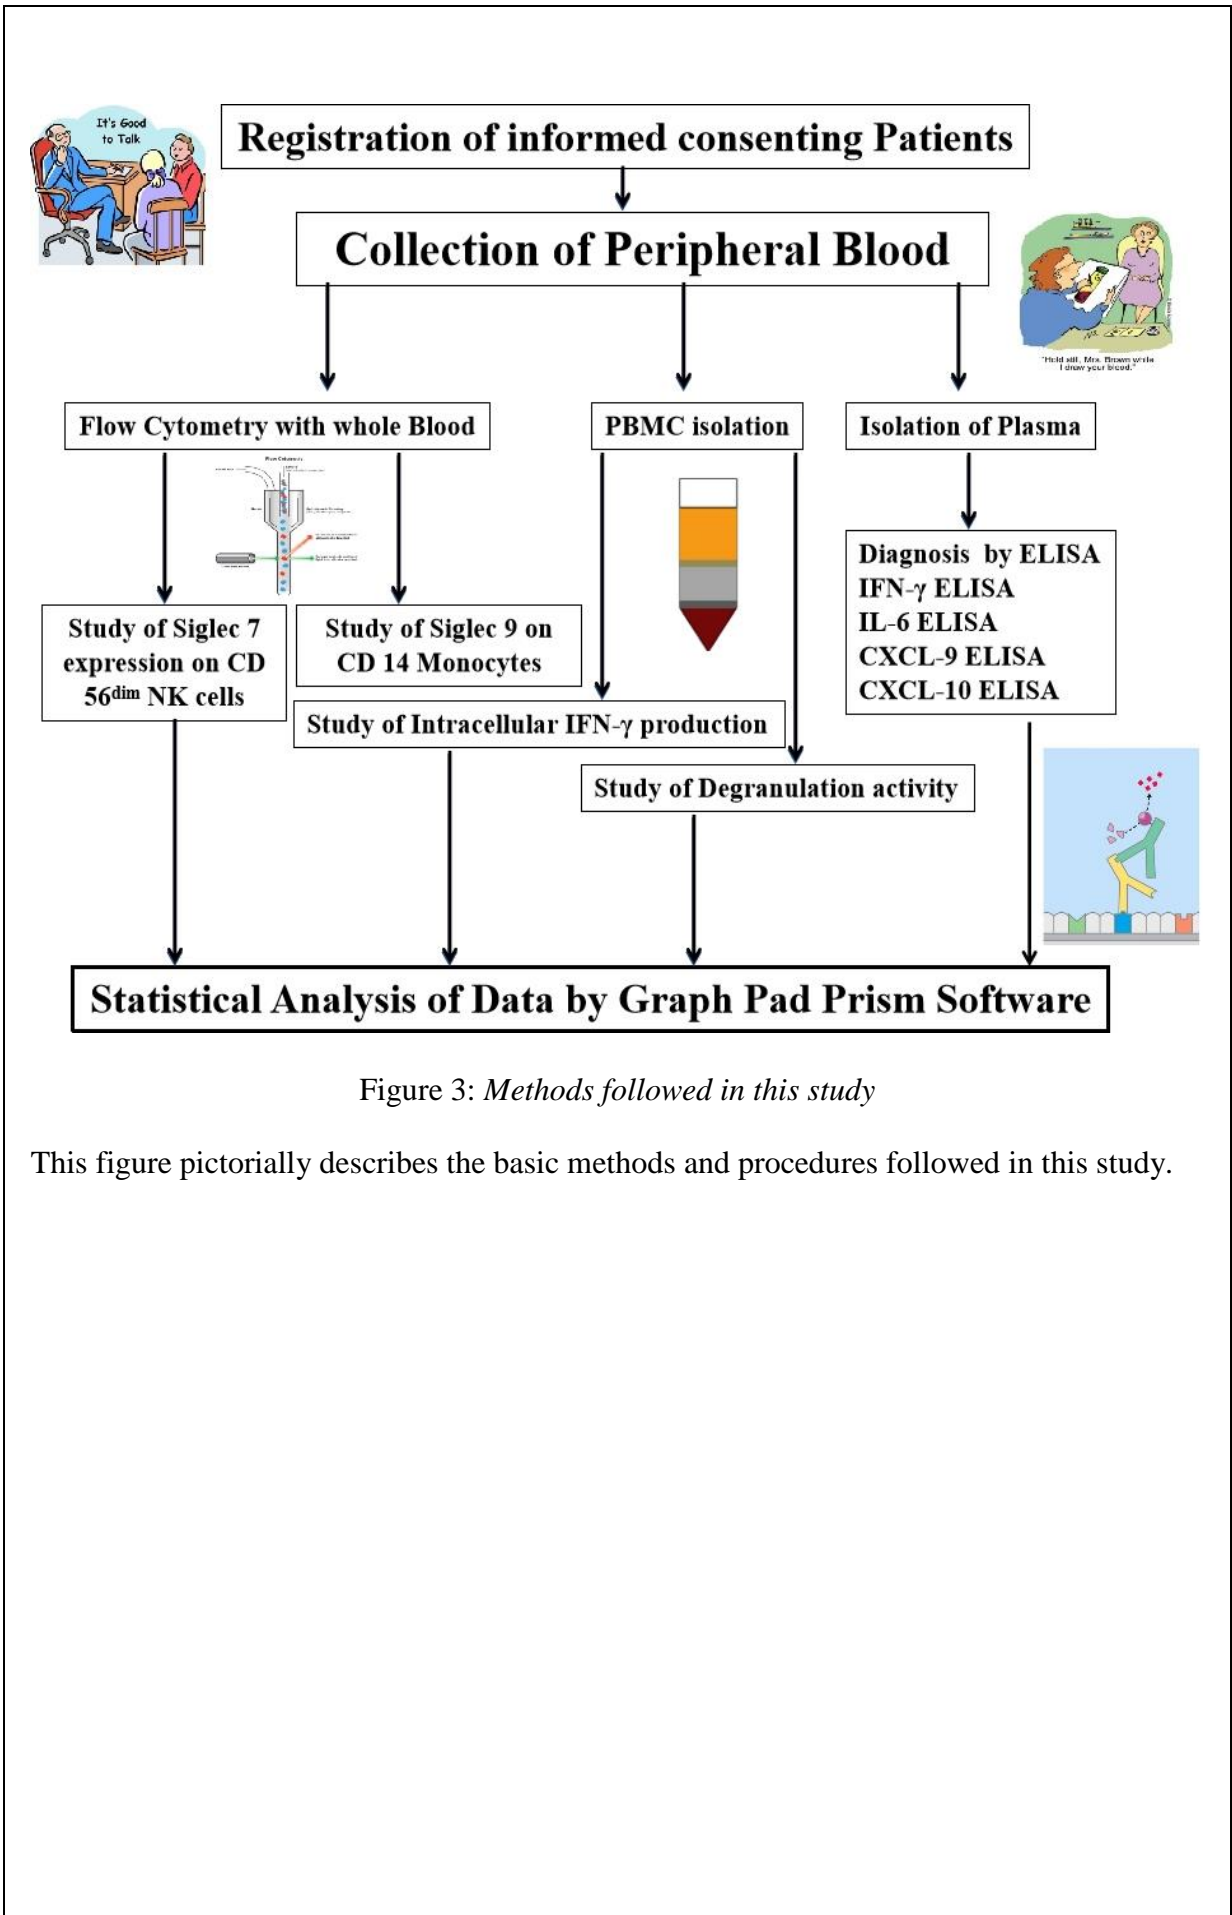 It's Good
to Talk
Registration of informed consenting Patients
Collection of Peripheral Blood
"Hold still, Mrs. Brown while
I draw your blood."
Flow Cytometry with whole Blood
PBMC isolation
Isolation of Plasma
Diagnosis by ELISA
IFN-γ ELISA
IL-6 ELISA
CXCL-9 ELISA
CXCL-10 ELISA
Study of Siglec 7
expression on CD
56dim NK cells
Study of Siglec 9 on
CD 14 Monocytes
Study of Intracellular IFN-γ production
Study of Degranulation activity
Statistical Analysis of Data by Graph Pad Prism Software
Figure 3: Methods followed in this study
This figure pictorially describes the basic methods and procedures followed in this study.